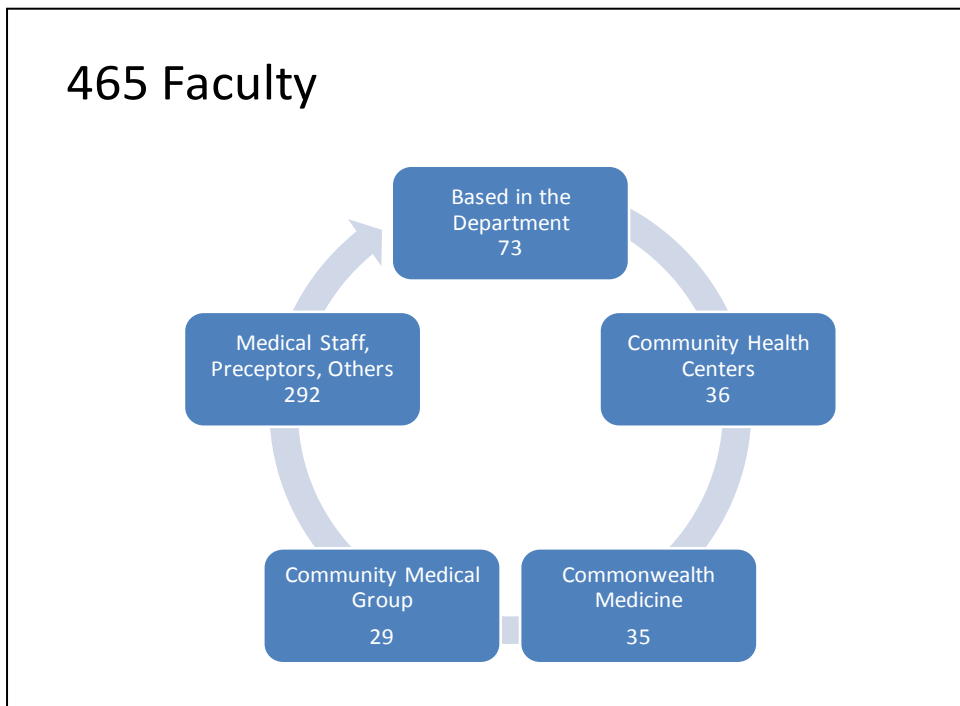 465 Faculty
Based in the
Department
73
Community Health
Centers
36
Commonwealth
Medicine
35
Community Medical
Group
29
Medical Staff,
Preceptors, Others
292